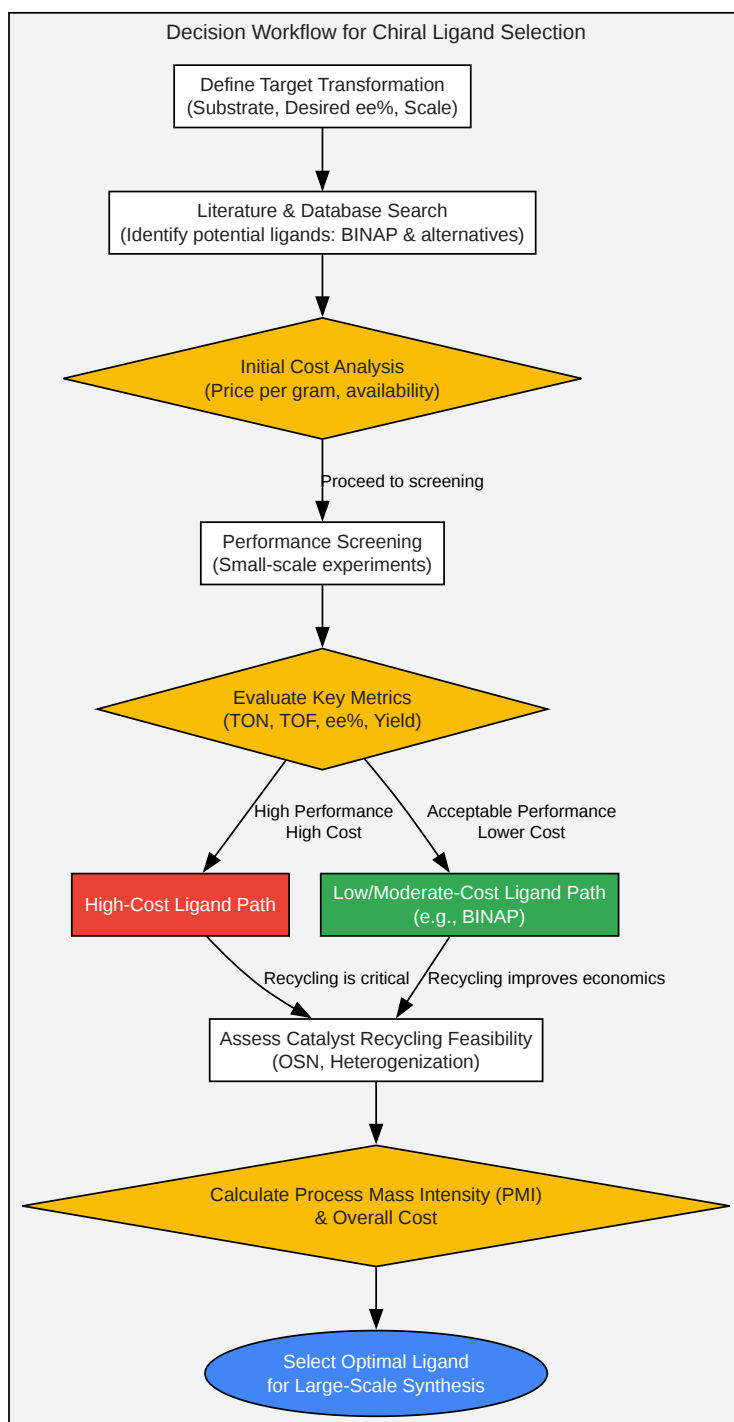 Decision Workflow for Chiral Ligand Selection
Define Target Transformation
(Substrate, Desired ee%, Scale)
Literature & Database Search
(Identify potential ligands: BINAP & alternatives)
Initial Cost Analysis
(Price per gram, availability)
Proceed to screening
Performance Screening
(Small-scale experiments)
Evaluate Key Metrics
(TON, TOF, ee%, Yield)
High Performance
High Cost
Acceptable Performance
Lower Cost
High-Cost Ligand Path
Low/Moderate-Cost Ligand Path
(e.g., BINAP)
Recycling is critical
Recycling improves economics
Assess Catalyst Recycling Feasibility
(OSN, Heterogenization)
Calculate Process Mass Intensity (PMI)
& Overall Cost
Select Optimal Ligand
for Large-Scale Synthesis